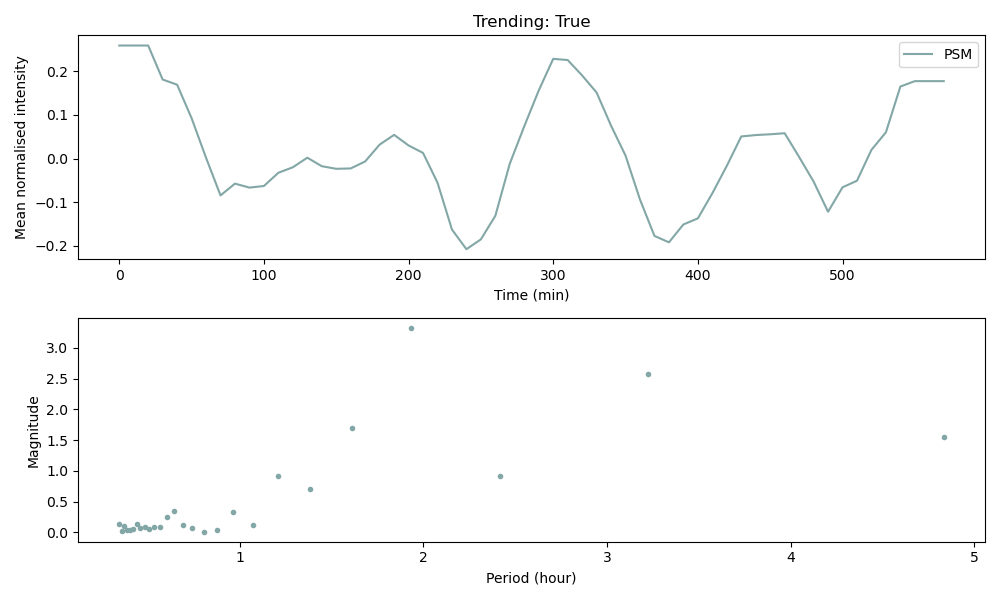 Trending: True
PSM
Mean normalised intensity
0.2
0.1
0.0
−0.1
−0.2
0 100 200 300 400 500
Time (min)
Magnitude
3.0
2.5
2.0
1.5
1.0
0.5
0.0
1 2 3 4 5
Period (hour)